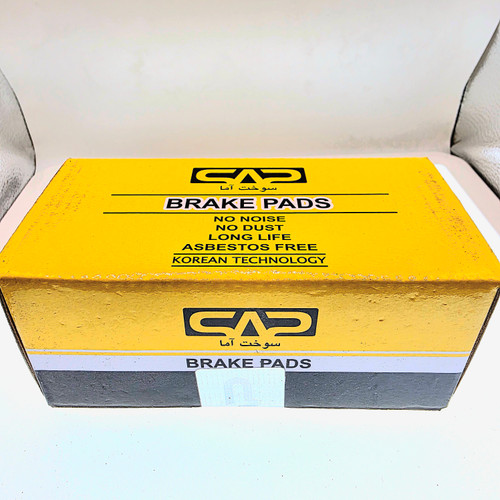 CAP
سوخت آما
BRAKE PADS
NO NOISE
NO DUST
LONG LIFE
ASBESTOS FREE
KOREAN TECHNOLOGY
CAP
سوخت آما
BRAKE PADS